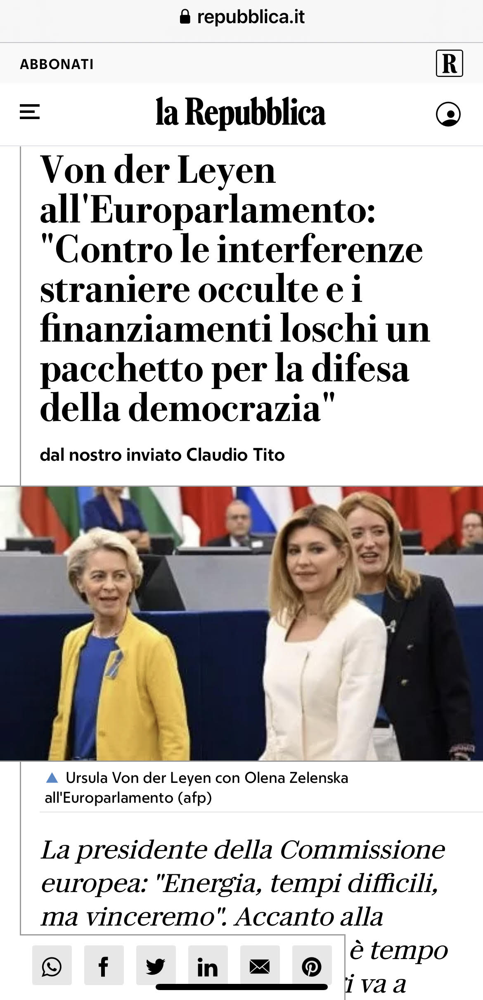 repubblica.it
ABBONATI
R
la Repubblica
Von der Leyen
all'Europarlamento:
"Contro le interferenze
straniere occulte e i
finanziamenti loschi un
pacchetto per la difesa
della democrazia"
dal nostro inviato Claudio Tito
Ursula Von der Leyen con Olena Zelenska
all'Europarlamento (afp)
La presidente della Commissione
europea: "Energia, tempi difficili,
ma vinceremo". Accanto alla
è tempo
va a